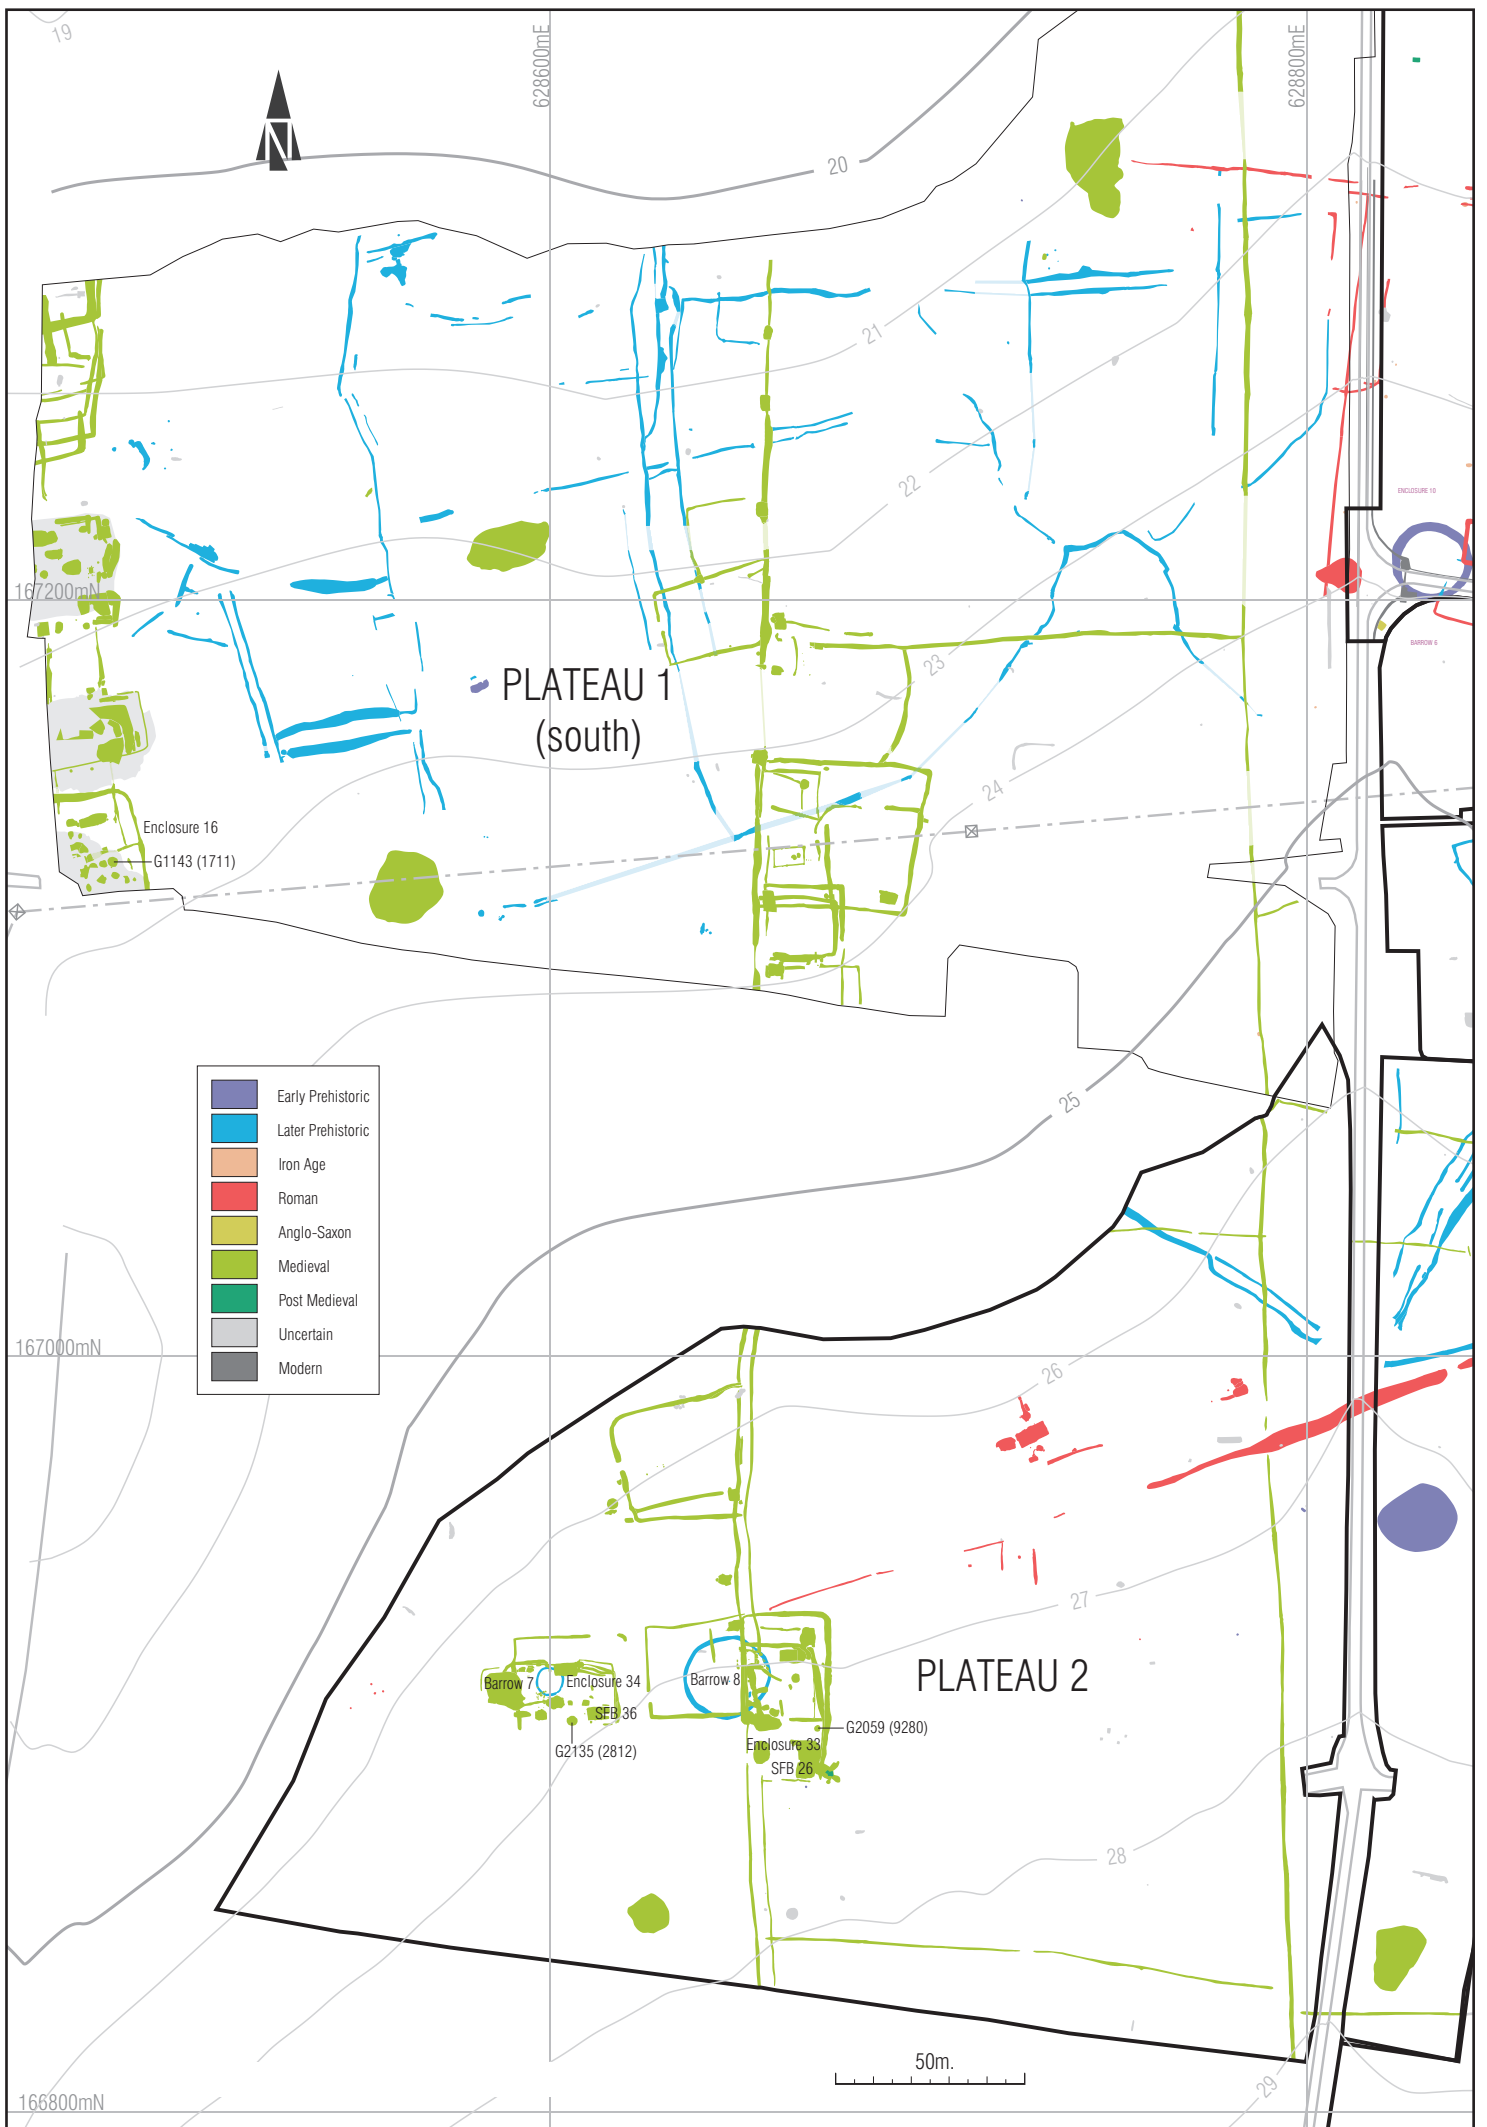 19
628600mE
628800mE
N
20
21
22
ENCLOSURE 10
167200mN
BARROW 6
23
PLATEAU 1
(south)
24
Enclosure 16
G1143 (1711)
25
Early Prehistoric
Later Prehistoric
Iron Age
Roman
Anglo-Saxon
Medieval
Post Medieval
Uncertain
Modern
167000mN
26
27
PLATEAU 2
Barrow 7
Enclosure 34
Barrow 8
SFB 36
G2135 (2812)
G2059 (9280)
Enclosure 33
SFB 26
28
50m.
29
166800mN